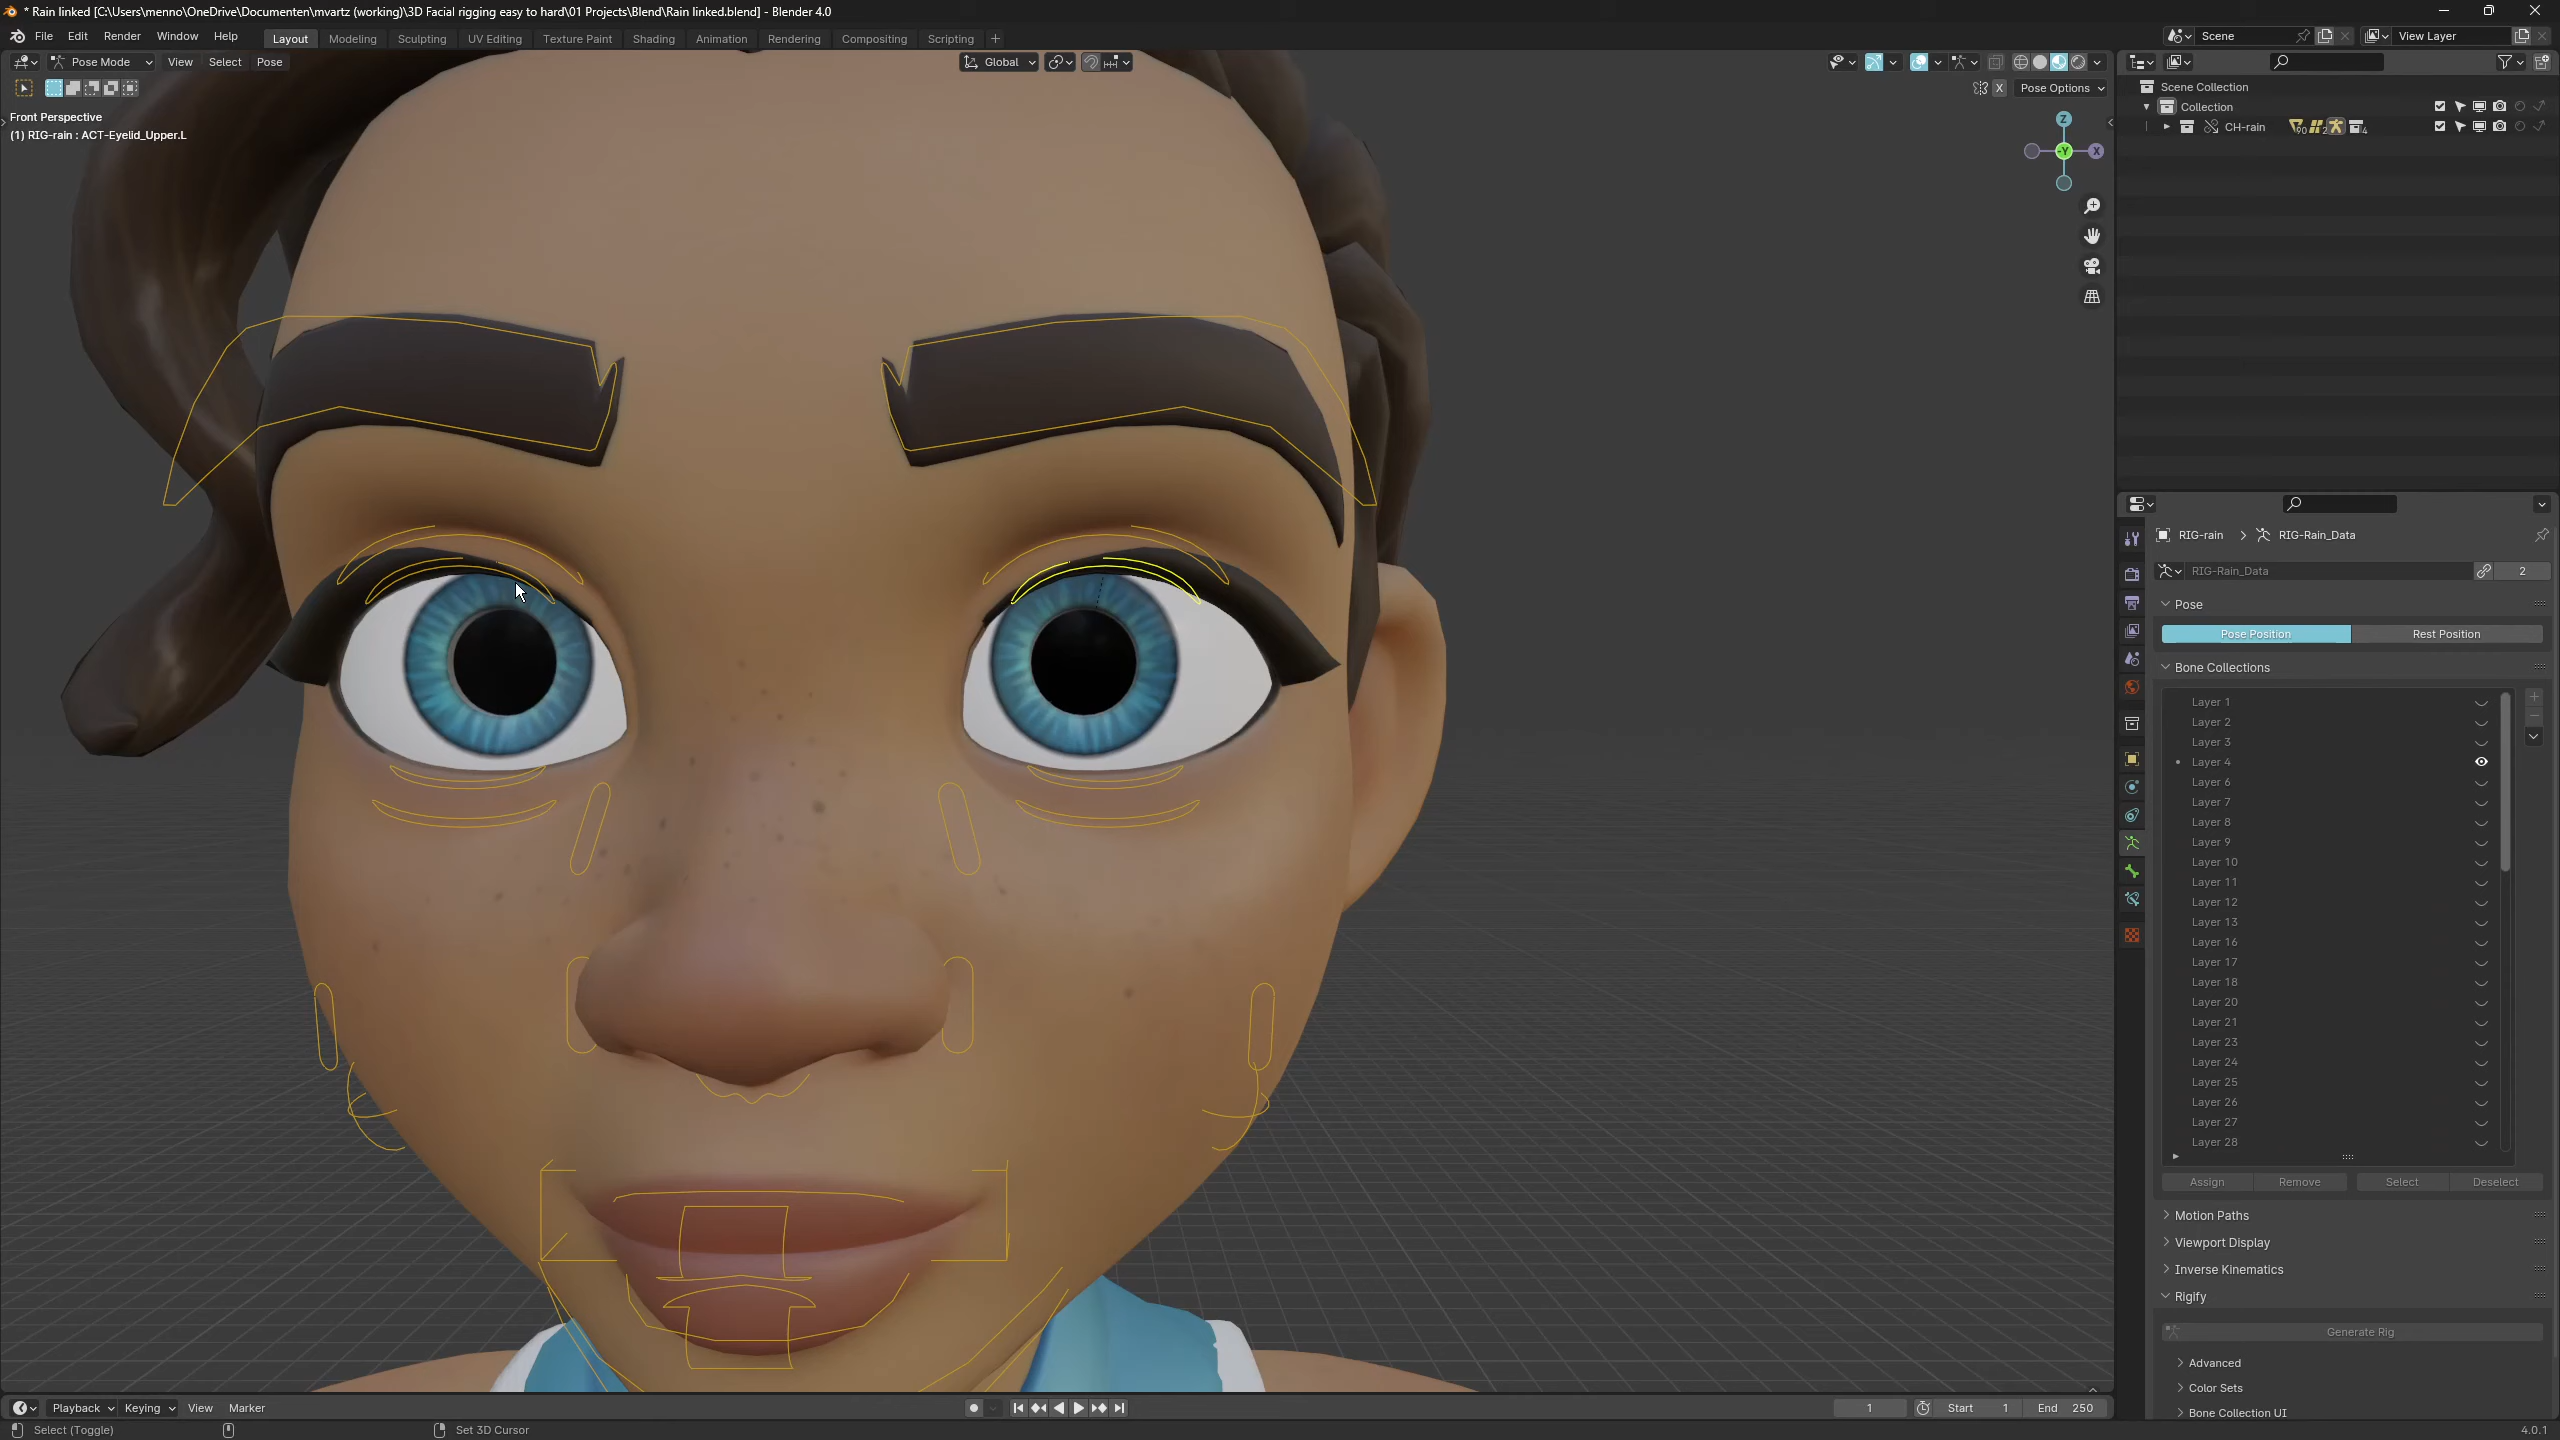 * Rain linked [C:\Users\menno\OneDrive\Documenten\mvartz (working)\3D Facial rigging easy to hard\01 Projects\Blend\Rain linked.blend] - Blender 4.0
File Edit Render Window Help
Layout Modeling Sculpting UV Editing Texture Paint Shading Animation Rendering Compositing Scripting +
Scene
View Layer
Pose Mode View Select Pose
Global
X Pose Options
Front Perspective
(1) RIG-rain : ACT-Eyelid_Upper.L
Z
-Y
X
Scene Collection
Collection
CH-rain
RIG-rain > RIG-Rain_Data
RIG-Rain_Data 2
Pose
Pose Position Rest Position
Bone Collections
Layer 1
Layer 2
Layer 3
Layer 4
Layer 6
Layer 7
Layer 8
Layer 9
Layer 10
Layer 11
Layer 12
Layer 13
Layer 16
Layer 17
Layer 18
Layer 20
Layer 21
Layer 23
Layer 24
Layer 25
Layer 26
Layer 27
Layer 28
Assign Remove Select Deselect
Motion Paths
Viewport Display
Inverse Kinematics
Rigify
Generate Rig
Advanced
Color Sets
Bone Collection UI
Playback Keying View Marker
1 Start 1 End 250
Select (Toggle)
Set 3D Cursor
4.0.1